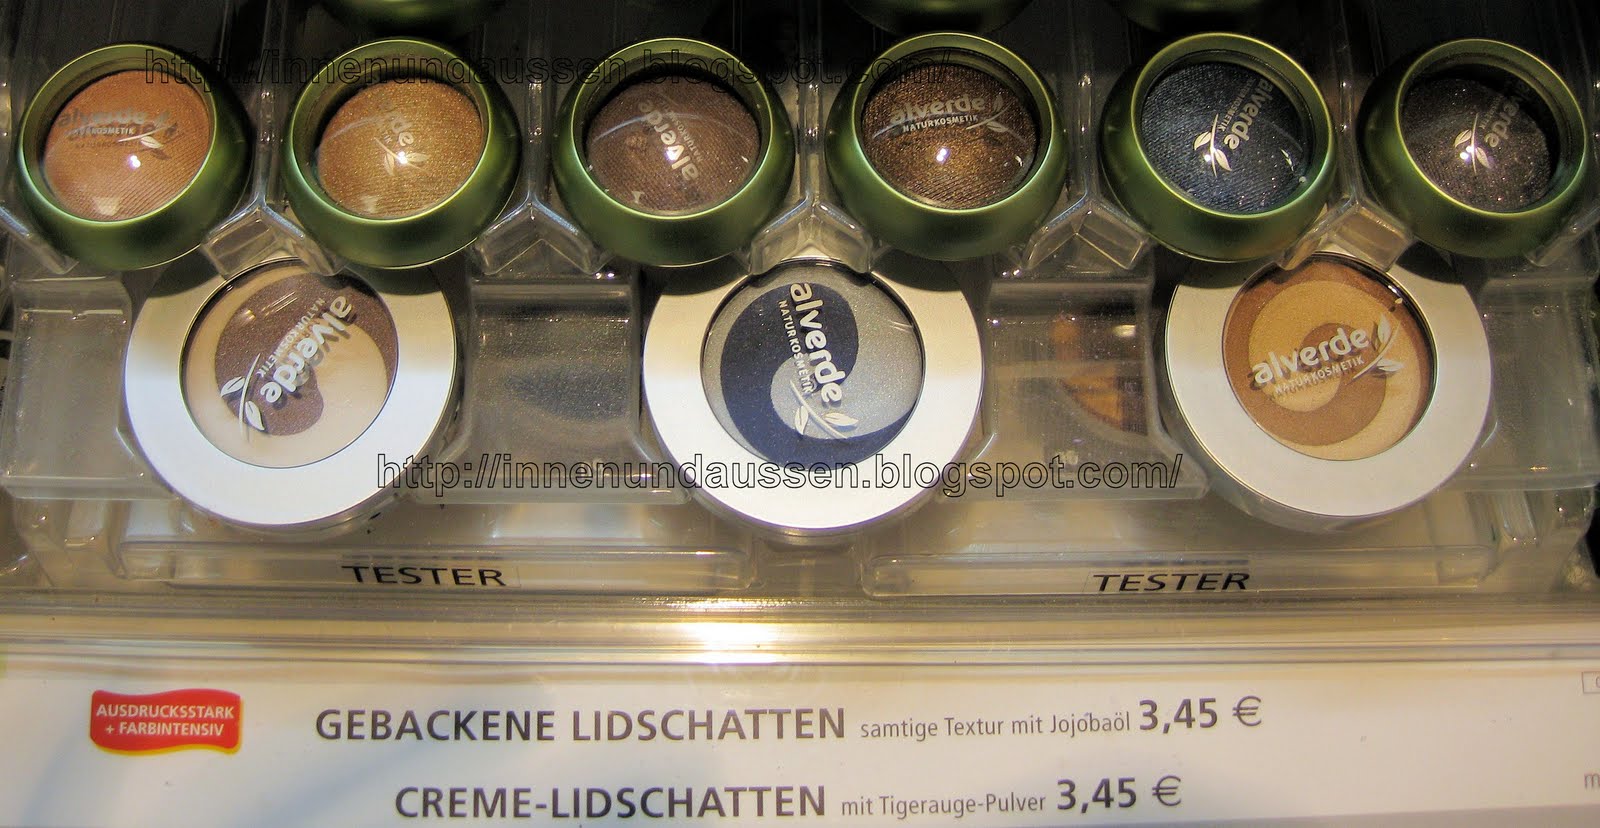 http://innenundaussen.blogspot.com/
alverde
NATURKOSMETIK
alverde
alverde
NATURKOSMETIK
alverde
NATURKOSMETIK
alverde
NATURKOSMETIK
alverde
alverde
NATURKOSMETIK
alverde
NATURKOSMETIK
alverde
NATURKOSMETIK
http://innenundaussen.blogspot.com/
TESTER
TESTER
AUSDRUCKSSTARK
+ FARBINTENSIV
GEBACKENE LIDSCHATTEN samtige Textur mit Jojobaöl 3,45 €
CREME-LIDSCHATTEN mit Tigerauge-Pulver 3,45 €